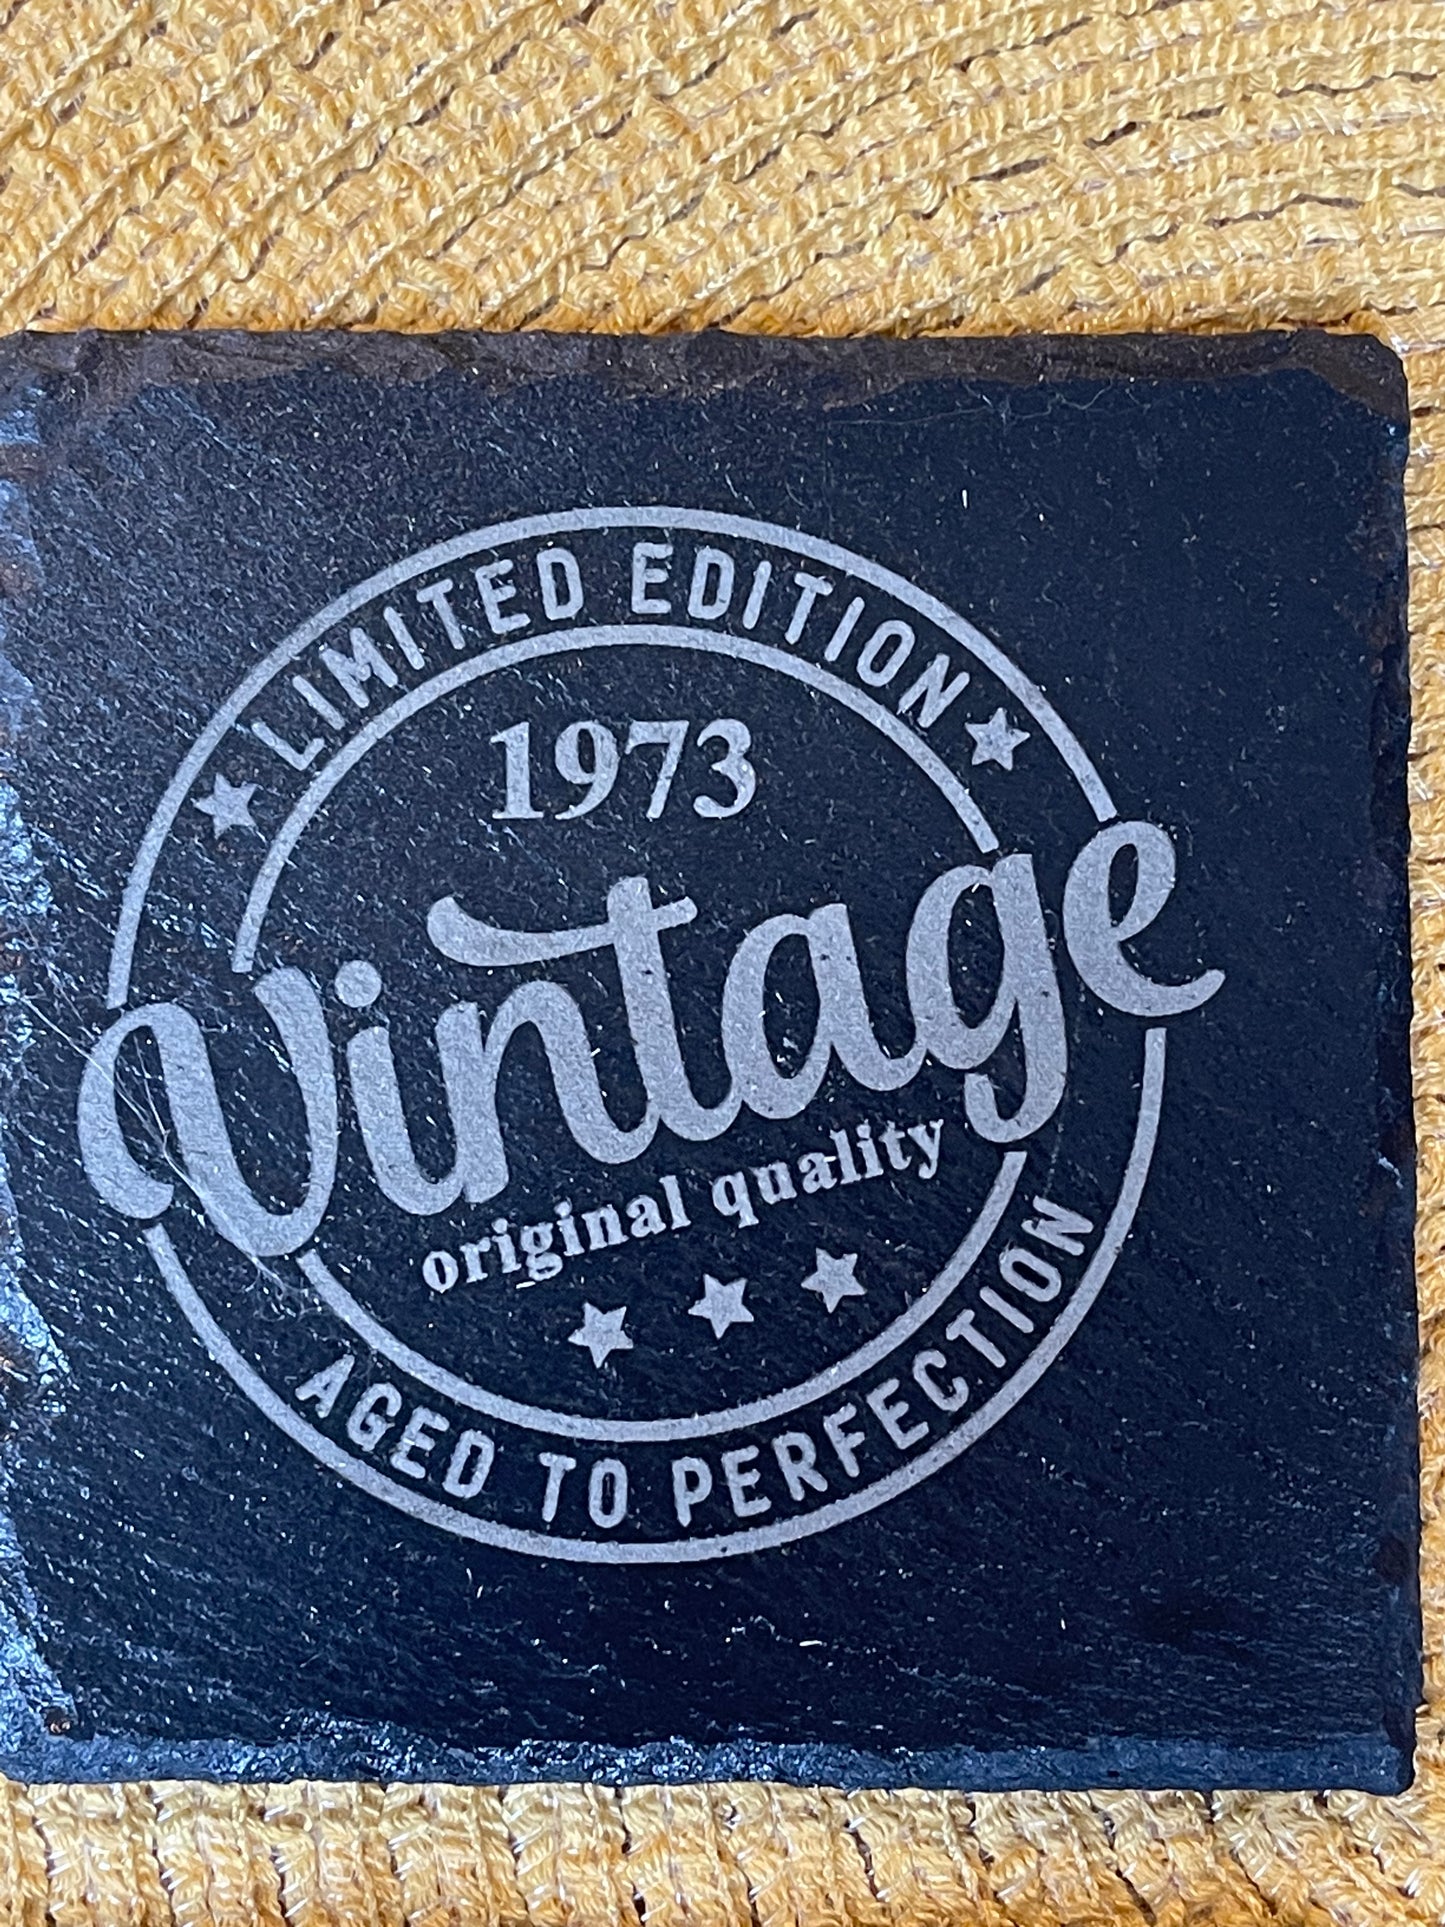 LIMITED EDITION
1973
Vintage
original quality
AGED TO PERFECTION